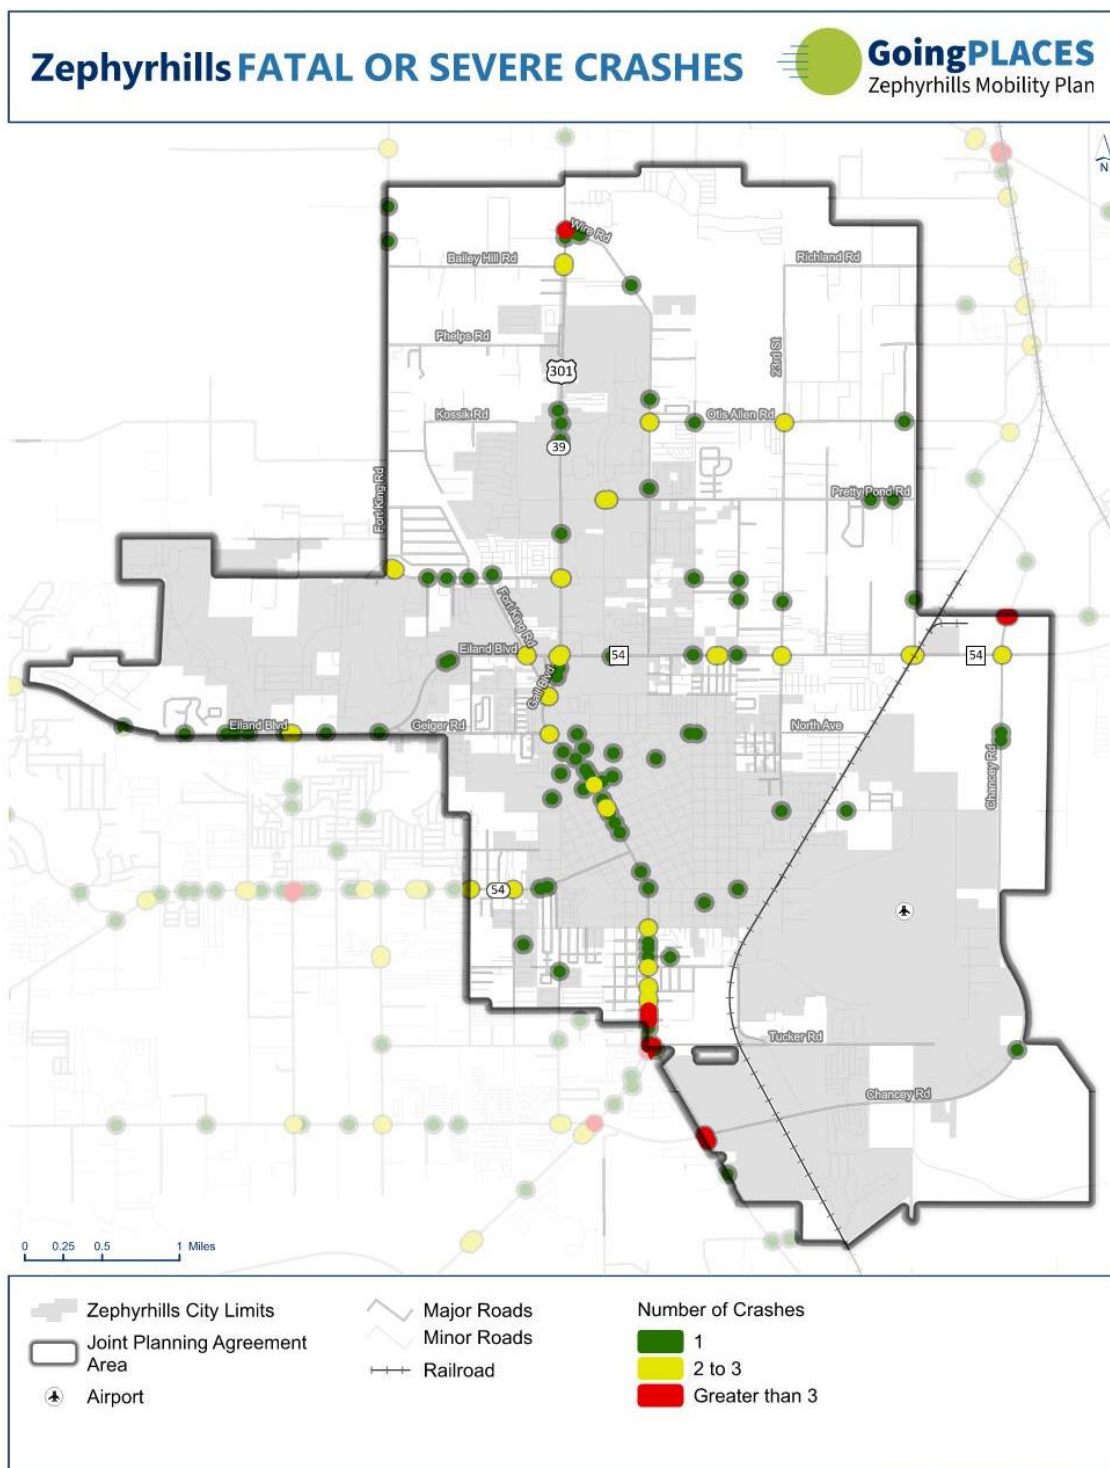 Zephyrhills FATAL OR SEVERE CRASHES
GoingPLACES
Zephyrhills Mobility Plan
N
Wire Rd
Bailey Hill Rd
Richland Rd
Phelps Rd
23rd St
301
Kossik Rd
Otis Allen Rd
39
Fort King Rd
Pretty Pond Rd
Fort King Rd
Eiland Blvd
54
54
Gall Blvd
Eiland Blvd
Geiger Rd
North Ave
Chancey Rd
54
Tucker Rd
Chancey Rd
0 0.25 0.5 1 Miles
Zephyrhills City Limits
Joint Planning Agreement
Area
Airport
Major Roads
Minor Roads
Railroad
Number of Crashes
1
2 to 3
Greater than 3